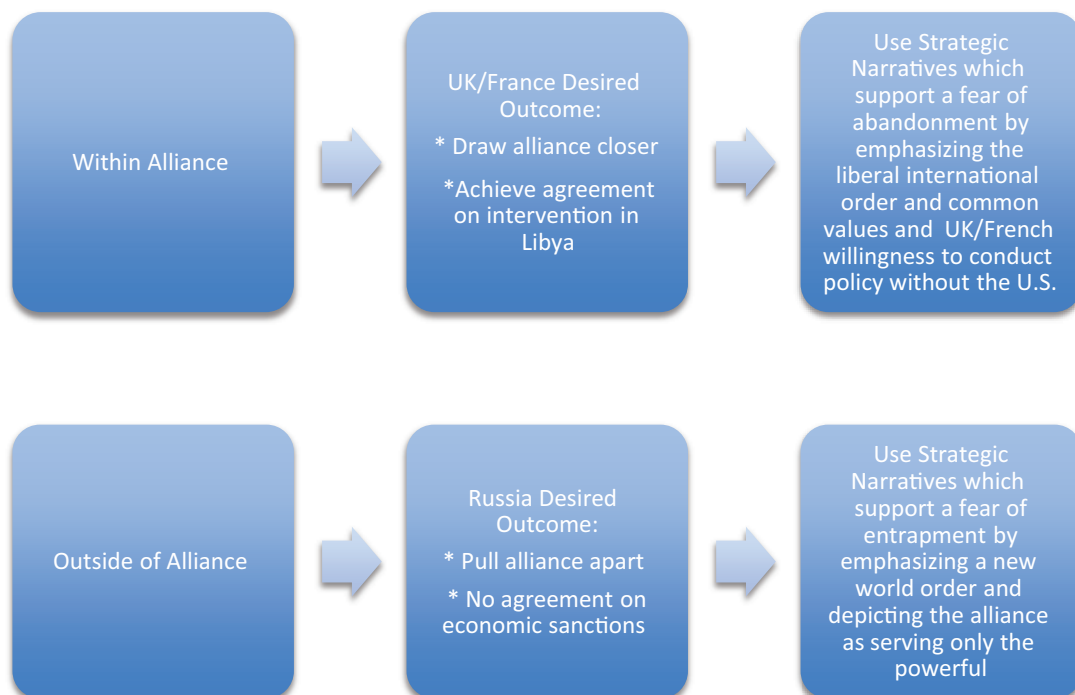 Within Alliance
UK/France Desired
Outcome:
* Draw alliance closer
*Achieve agreement
on intervention in
Libya
Use Strategic
Narratives which
support a fear of
abandonment by
emphasizing the
liberal international
order and common
values and UK/French
willingness to conduct
policy without the U.S.
Outside of Alliance
Russia Desired
Outcome:
* Pull alliance apart
* No agreement on
economic sanctions
Use Strategic
Narratives which
support a fear of
entrapment by
emphasizing a new
world order and
depicting the alliance
as serving only the
powerful